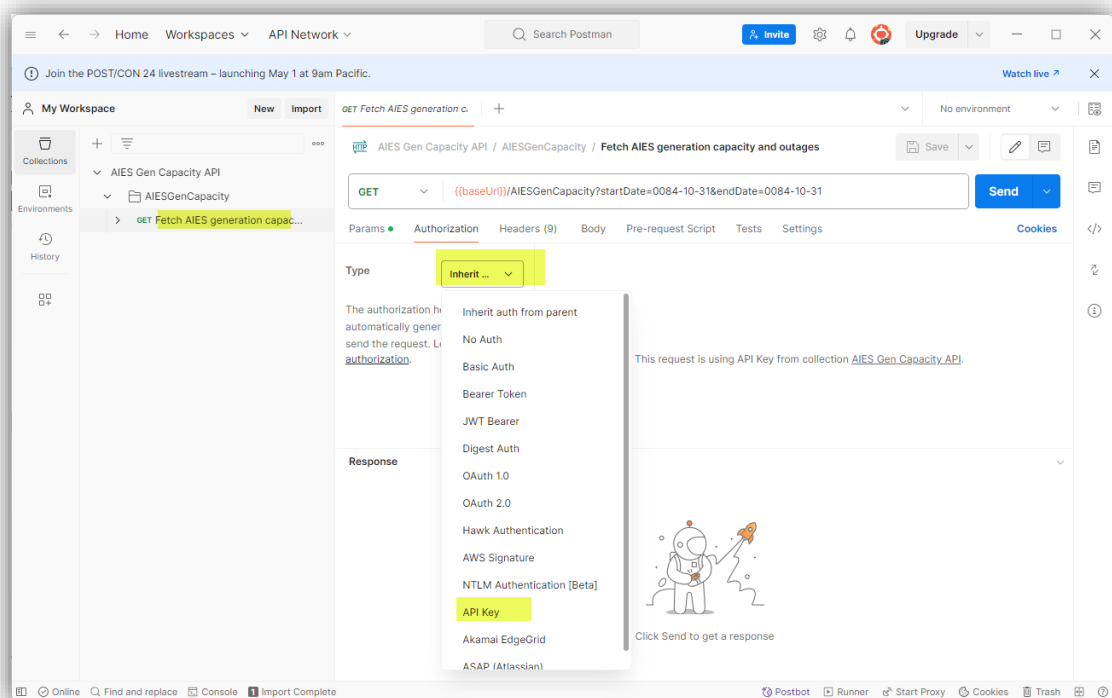 Home Workspaces API Network Search Postman Invite Upgrade
Join the POST/CON 24 livestream – launching May 1 at 9am Pacific. Watch live
My Workspace New Import GET Fetch AIES generation c. No environment
Collections
AIES Gen Capacity API / AIESGenCapacity / Fetch AIES generation capacity and outages Save
AIES Gen Capacity API
AIESGenCapacity
GET {{baseUrl}}/AIESGenCapacity?startDate=0084-10-31&endDate=0084-10-31 Send
Environments
GET Fetch AIES generation capac...
Params Authorization Headers (9) Body Pre-request Script Tests Settings Cookies
History
Type Inherit ...
The authorization he
automatically gener
send the request. Le
authorization.
Inherit auth from parent
No Auth
Basic Auth
This request is using API Key from collection AIES Gen Capacity API.
Bearer Token
JWT Bearer
Digest Auth
Response
OAuth 1.0
OAuth 2.0
Hawk Authentication
AWS Signature
NTLM Authentication [Beta]
API Key
Akamai EdgeGrid
ASAP (Atlassian)
Click Send to get a response
Online Find and replace Console 1 Import Complete Postbot Runner Start Proxy Cookies Trash